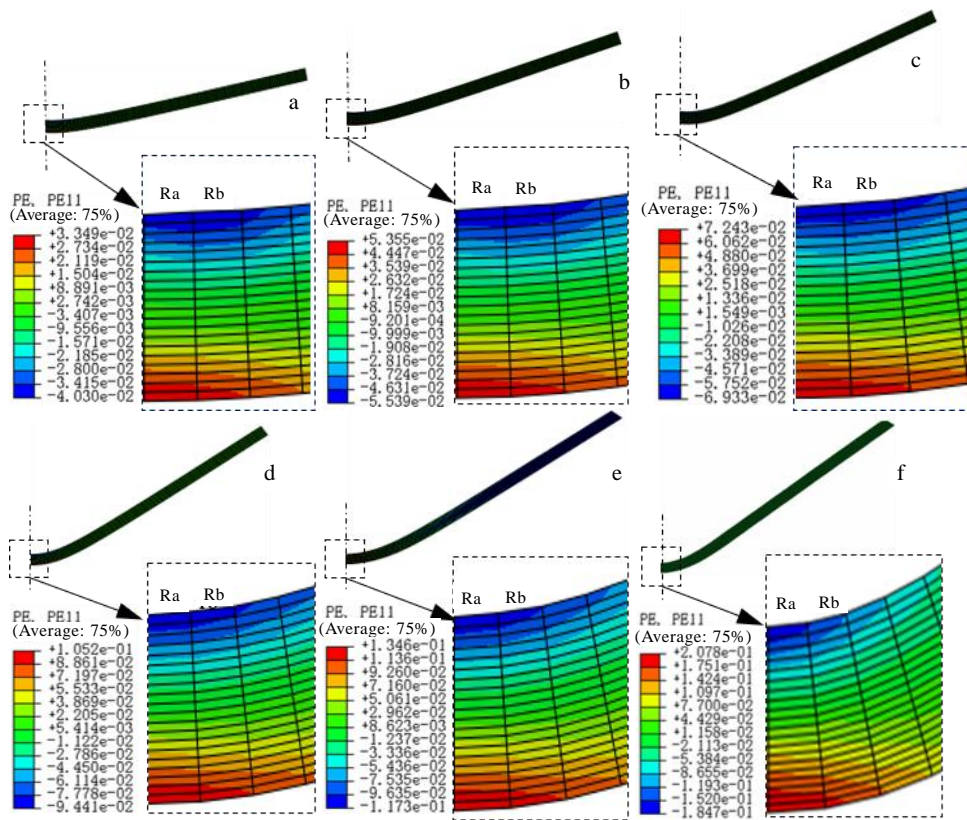 a
b
c
Ra Rb
PE, PE11
(Average: 75%)
+3.349e-02
+2.734e-02
+2.119e-02
+1.504e-02
+8.891e-03
+2.742e-03
-3.407e-03
-9.556e-03
-1.571e-02
-2.185e-02
-2.800e-02
-3.415e-02
-4.030e-02
Ra Rb
PE, PE11
(Average: 75%)
+5.355e-02
+4.447e-02
+3.539e-02
+2.632e-02
+1.724e-02
+8.159e-03
-9.201e-04
-9.999e-03
-1.908e-02
-2.816e-02
-3.724e-02
-4.631e-02
-5.539e-02
Ra Rb
PE, PE11
(Average: 75%)
+7.243e-02
+6.062e-02
+4.880e-02
+3.699e-02
+2.518e-02
+1.336e-02
+1.549e-03
-1.026e-02
-2.208e-02
-3.389e-02
-4.571e-02
-5.752e-02
-6.933e-02
d
e
f
Ra Rb
PE, PE11
(Average: 75%)
+1.052e-01
+8.861e-02
+7.197e-02
+5.533e-02
+3.869e-02
+2.205e-02
+5.414e-03
-1.122e-02
-2.786e-02
-4.450e-02
-6.114e-02
-7.778e-02
-9.441e-02
Ra Rb
PE, PE11
(Average: 75%)
+1.346e-01
+1.136e-01
+9.260e-02
+7.160e-02
+5.061e-02
+2.962e-02
+8.623e-03
-1.237e-02
-3.336e-02
-5.436e-02
-7.535e-02
-9.635e-02
-1.173e-01
Ra Rb
PE, PE11
(Average: 75%)
+2.078e-01
+1.751e-01
+1.424e-01
+1.097e-01
+7.700e-02
+4.429e-02
+1.158e-02
-2.113e-02
-5.384e-02
-8.655e-02
-1.193e-01
-1.520e-01
-1.847e-01